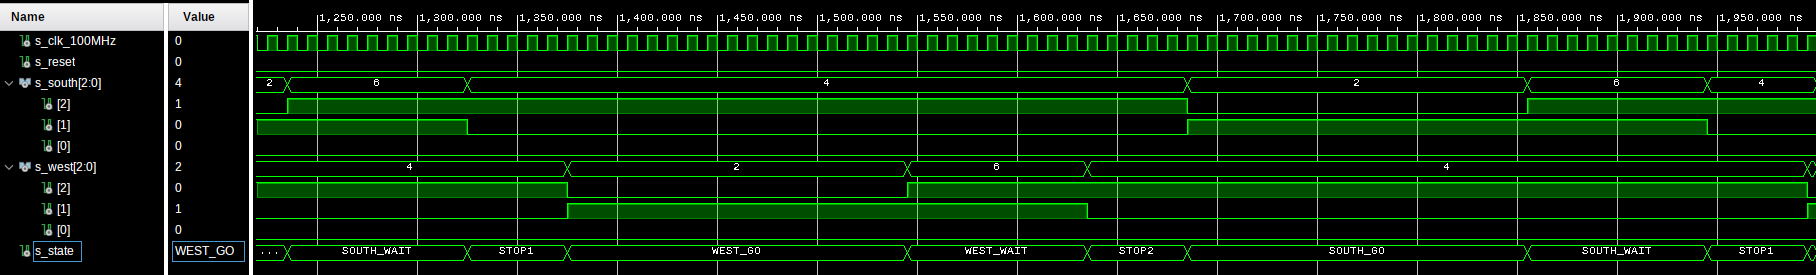 Name Value 1,250.000 ns 1,300.000 ns 1,350.000 ns 1,400.000 ns 1,450.000 ns 1,500.000 ns 1,550.000 ns 1,600.000 ns 1,650.000 ns 1,700.000 ns 1,750.000 ns 1,800.000 ns 1,850.000 ns 1,900.000 ns 1,950.000 ns
s_clk_100MHz 0
s_reset 0
s_south[2:0] 4 2 6 4 2 6 4
[2] 1
[1] 0
[0] 0
s_west[2:0] 2 4 2 6 4
[2] 0
[1] 1
[0] 0
s_state WEST_GO ... SOUTH_WAIT STOP1 WEST_GO WEST_WAIT STOP2 SOUTH_GO SOUTH_WAIT STOP1